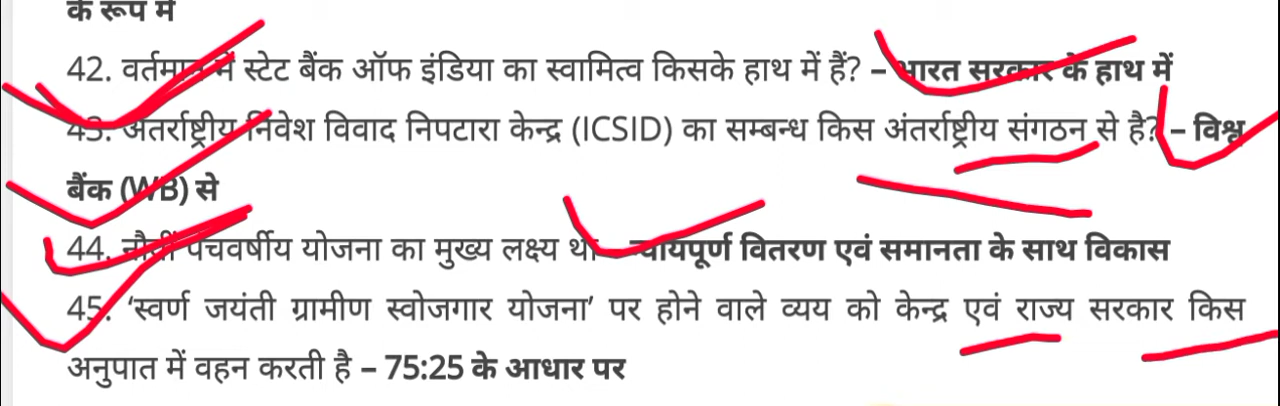 के रूप में
42. वर्तमान में स्टेट बैंक ऑफ इंडिया का स्वामित्व किसके हाथ में हैं? – भारत सरकार के हाथ में
43. अंतर्राष्ट्रीय निवेश विवाद निपटारा केन्द्र (ICSID) का सम्बन्ध किस अंतर्राष्ट्रीय संगठन से है? – विश्व
बैंक (WB) से
44. नौवीं पंचवर्षीय योजना का मुख्य लक्ष्य था – न्यायपूर्ण वितरण एवं समानता के साथ विकास
45. ‘स्वर्ण जयंती ग्रामीण स्वोजगार योजना’ पर होने वाले व्यय को केन्द्र एवं राज्य सरकार किस
अनुपात में वहन करती है – 75:25 के आधार पर